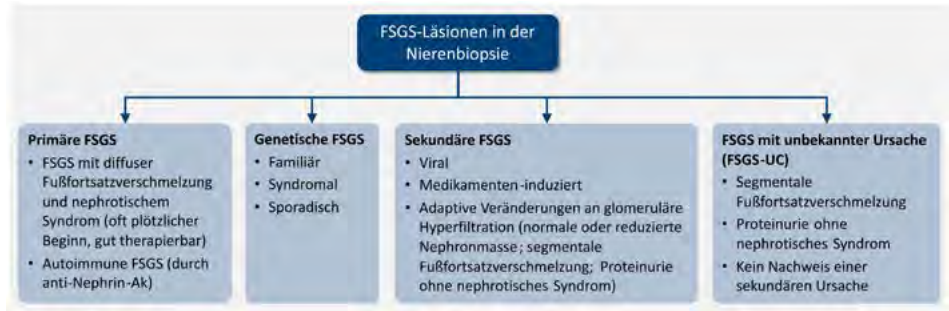 FSGS-Läsionen in der
Nierenbiopsie
Primäre FSGS
• FSGS mit diffuser
Fußfortsatzverschmelzung
und nephrotischem
Syndrom (oft plötzlicher
Beginn, gut therapierbar)
• Autoimmune FSGS (durch
anti-Nephrin-Ak)
Genetische FSGS
• Familiär
• Syndromal
• Sporadisch
Sekundäre FSGS
• Viral
• Medikamenten-induziert
• Adaptive Veränderungen an glomeruläre
Hyperfiltration (normale oder reduzierte
Nephronmasse; segmentale
Fußfortsatzverschmelzung; Proteinurie
ohne nephrotisches Syndrom)
FSGS mit unbekannter Ursache
(FSGS-UC)
• Segmentale
Fußfortsatzverschmelzung
• Proteinurie ohne
nephrotisches Syndrom
• Kein Nachweis einer
sekundären Ursache